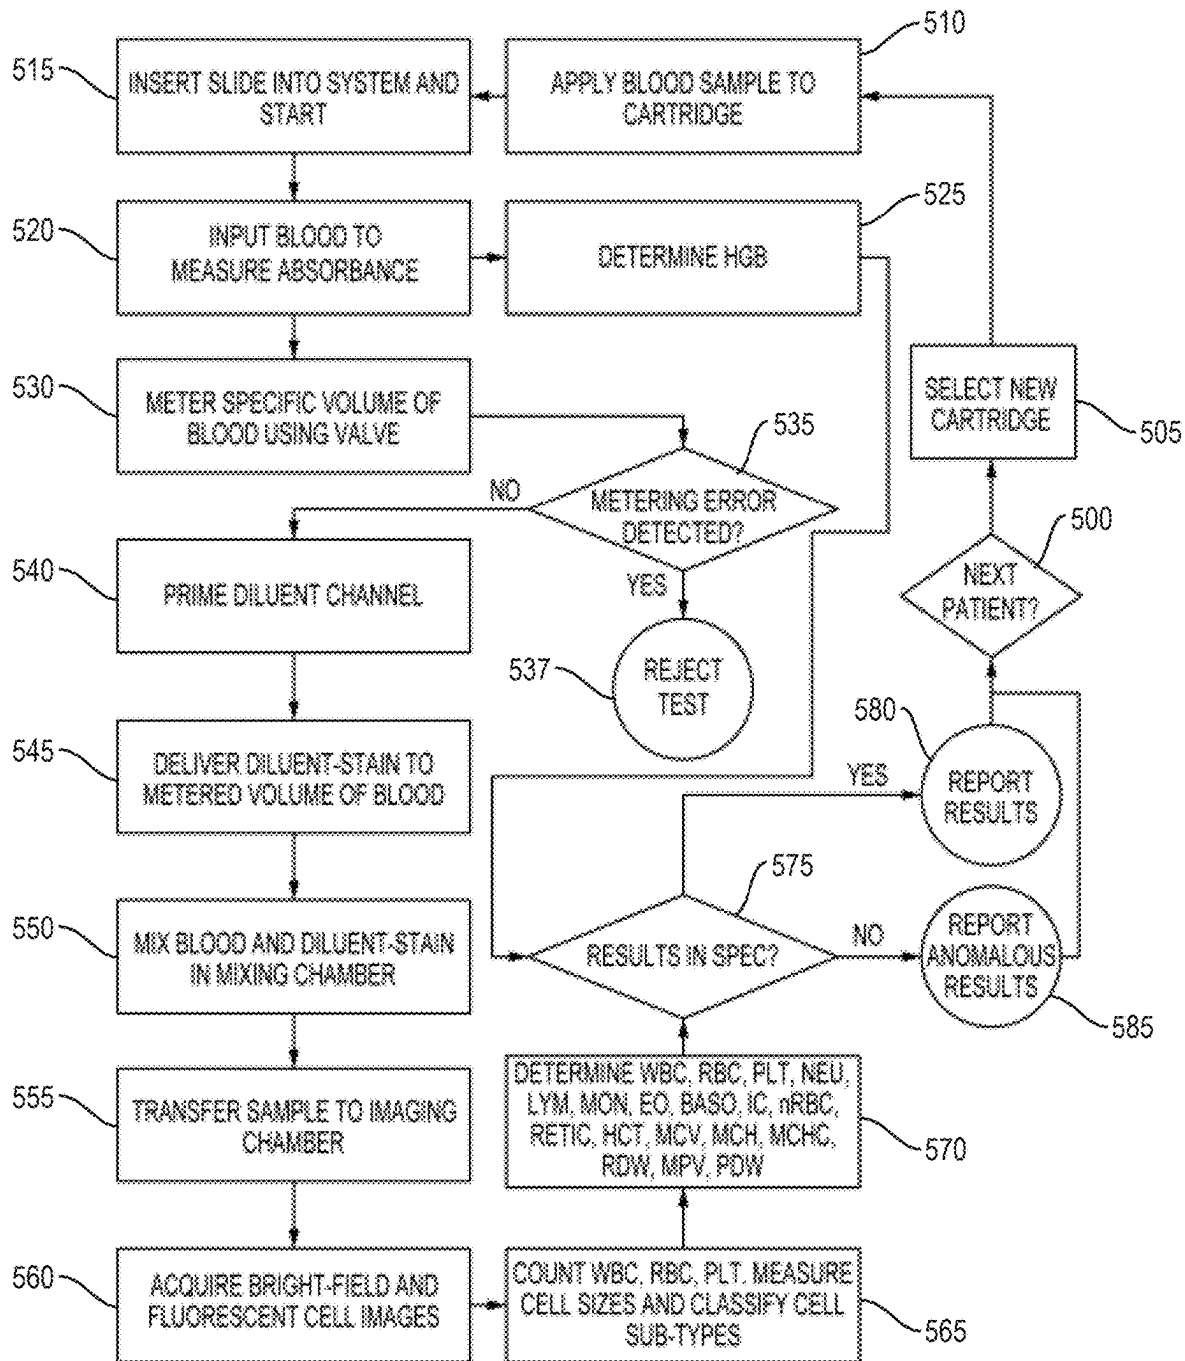 510
515
INSERT SLIDE INTO SYSTEM AND
START
APPLY BLOOD SAMPLE TO
CARTRIDGE
525
520
INPUT BLOOD TO
MEASURE ABSORBANCE
DETERMINE HGB
530
METER SPECIFIC VOLUME OF
BLOOD USING VALVE
SELECT NEW
CARTRIDGE
505
535
NO
METERING ERROR
DETECTED?
500
540
PRIME DILUENT CHANNEL
YES
NEXT
PATIENT?
537
REJECT
TEST
580
545
DELIVER DILUENT-STAIN TO
METERED VOLUME OF BLOOD
YES
REPORT
RESULTS
575
550
MIX BLOOD AND DILUENT-STAIN
IN MIXING CHAMBER
RESULTS IN SPEC?
NO
REPORT
ANOMALOUS
RESULTS
585
555
TRANSFER SAMPLE TO IMAGING
CHAMBER
DETERMINE WBC, RBC, PLT, NEU,
LYM, MON, EO, BASO, IC, nRBC,
RETIC, HCT, MCV, MCH, MCHC,
RDW, MPV, PDW
570
560
ACQUIRE BRIGHT-FIELD AND
FLUORESCENT CELL IMAGES
COUNT WBC, RBC, PLT, MEASURE
CELL SIZES AND CLASSIFY CELL
SUB-TYPES
565